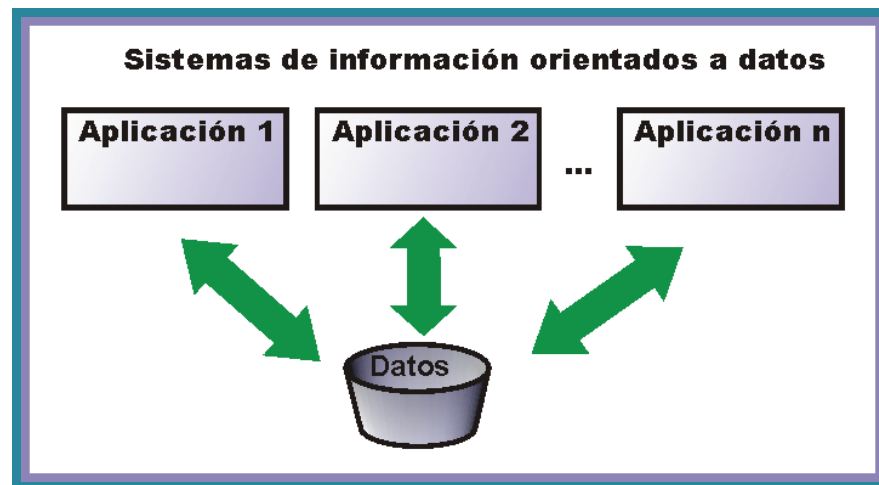 Sistemas de información orientados a datos
Aplicación 1
Aplicación 2
...
Aplicación n
Datos